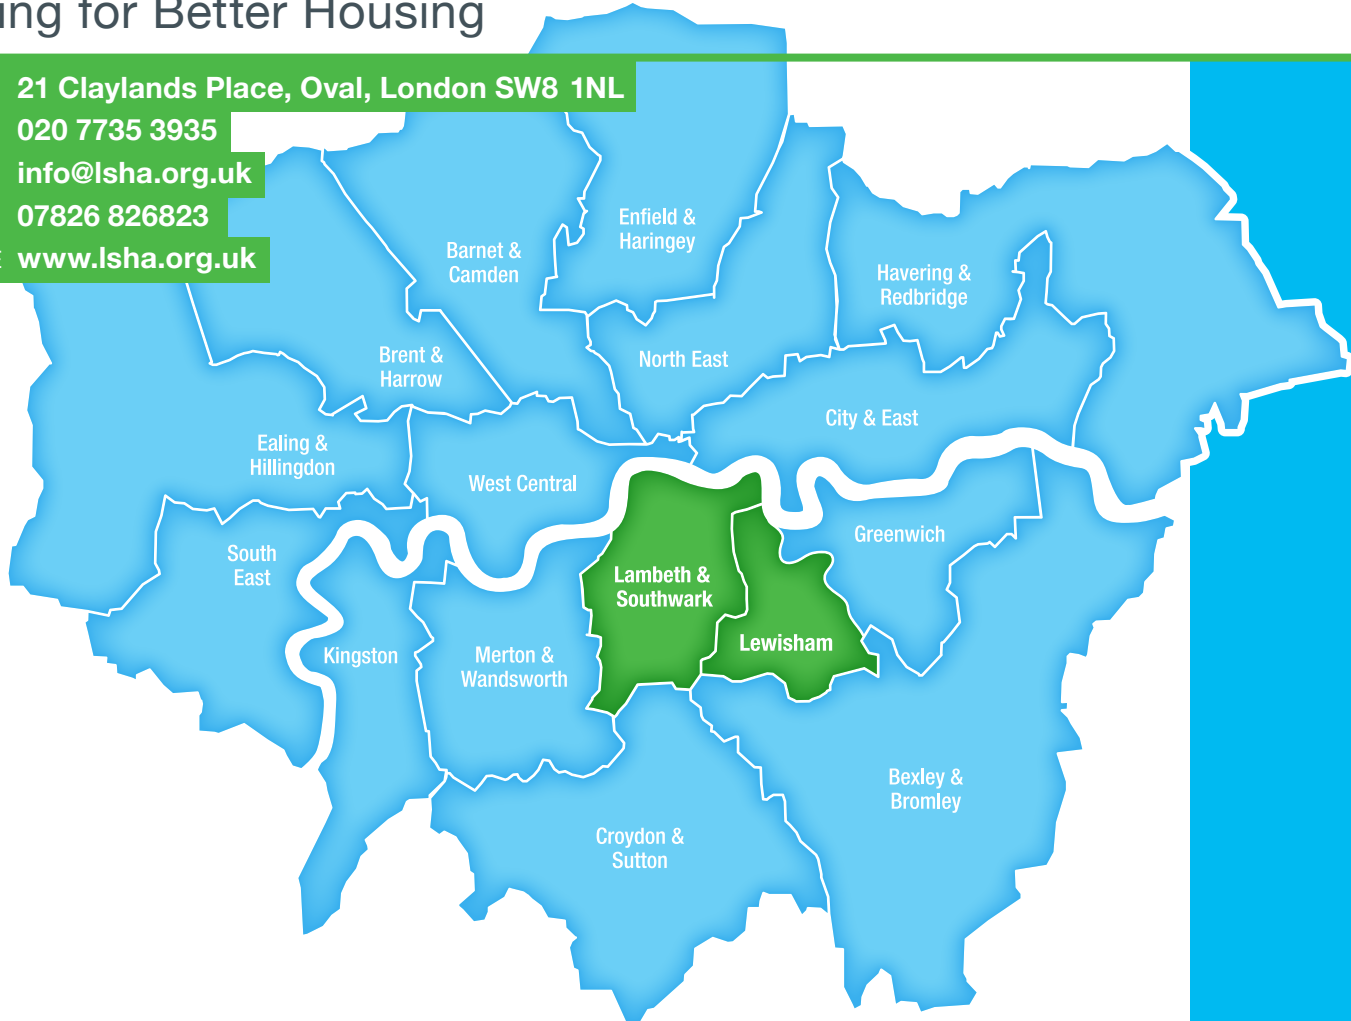 ing for Better Housing
21 Claylands Place, Oval, London SW8 1NL
020 7735 3935
info@lsha.org.uk
07826 826823
www.lsha.org.uk
Enfield &
Haringey
Barnet &
Camden
Havering &
Redbridge
Brent &
Harrow
North East
City & East
Ealing &
Hillingdon
West Central
South
East
Greenwich
Lambeth &
Southwark
Lewisham
Kingston
Merton &
Wandsworth
Bexley &
Bromley
Croydon &
Sutton